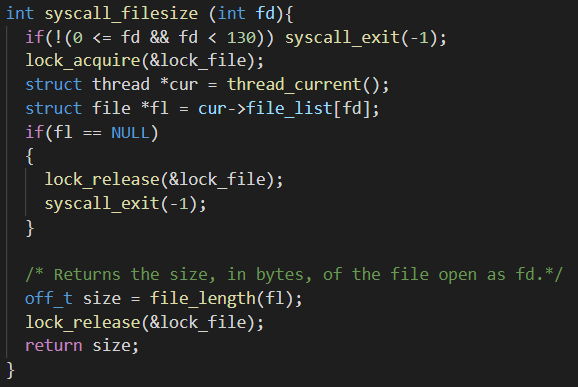 int syscall_filesize (int fd){
if(!(0 <= fd && fd < 130)) syscall_exit(-1);
lock_acquire(&lock_file);
struct thread *cur = thread_current();
struct file *fl = cur->file_list[fd];
if(fl == NULL)
{
lock_release(&lock_file);
syscall_exit(-1);
}
/* Returns the size, in bytes, of the file open as fd.*/
off_t size = file_length(fl);
lock_release(&lock_file);
return size;
}